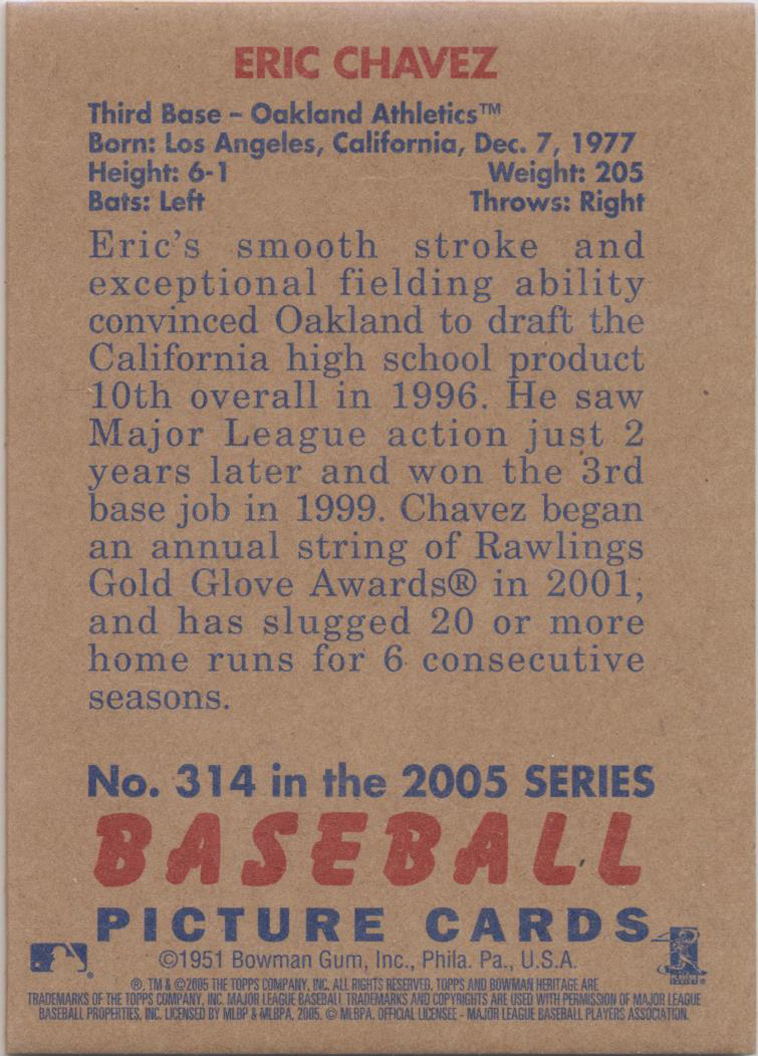 ERIC CHAVEZ
Third Base – Oakland Athletics™
Born: Los Angeles, California, Dec. 7, 1977
Height: 6-1 Weight: 205
Bats: Left Throws: Right
Eric's smooth stroke and
exceptional fielding ability
convinced Oakland to draft the
California high school product
10th overall in 1996. He saw
Major League action just 2
years later and won the 3rd
base job in 1999. Chavez began
an annual string of Rawlings
Gold Glove Awards® in 2001,
and has slugged 20 or more
home runs for 6 consecutive
seasons.
No. 314 in the 2005 SERIES
BASEBALL
PICTURE CARDS
©1951 Bowman Gum, Inc., Phila. Pa., U.S.A.
®, TM & ©2005 THE TOPPS COMPANY, INC. ALL RIGHTS RESERVED. TOPPS AND BOWMAN HERITAGE ARE
TRADEMARKS OF THE TOPPS COMPANY, INC. MAJOR LEAGUE BASEBALL TRADEMARKS AND COPYRIGHTS ARE USED WITH PERMISSION OF MAJOR LEAGUE
BASEBALL PROPERTIES, INC. LICENSED BY MLBP & MLBPA, 2005. © MLBPA. OFFICIAL LICENSEE - MAJOR LEAGUE BASEBALL PLAYERS ASSOCIATION.